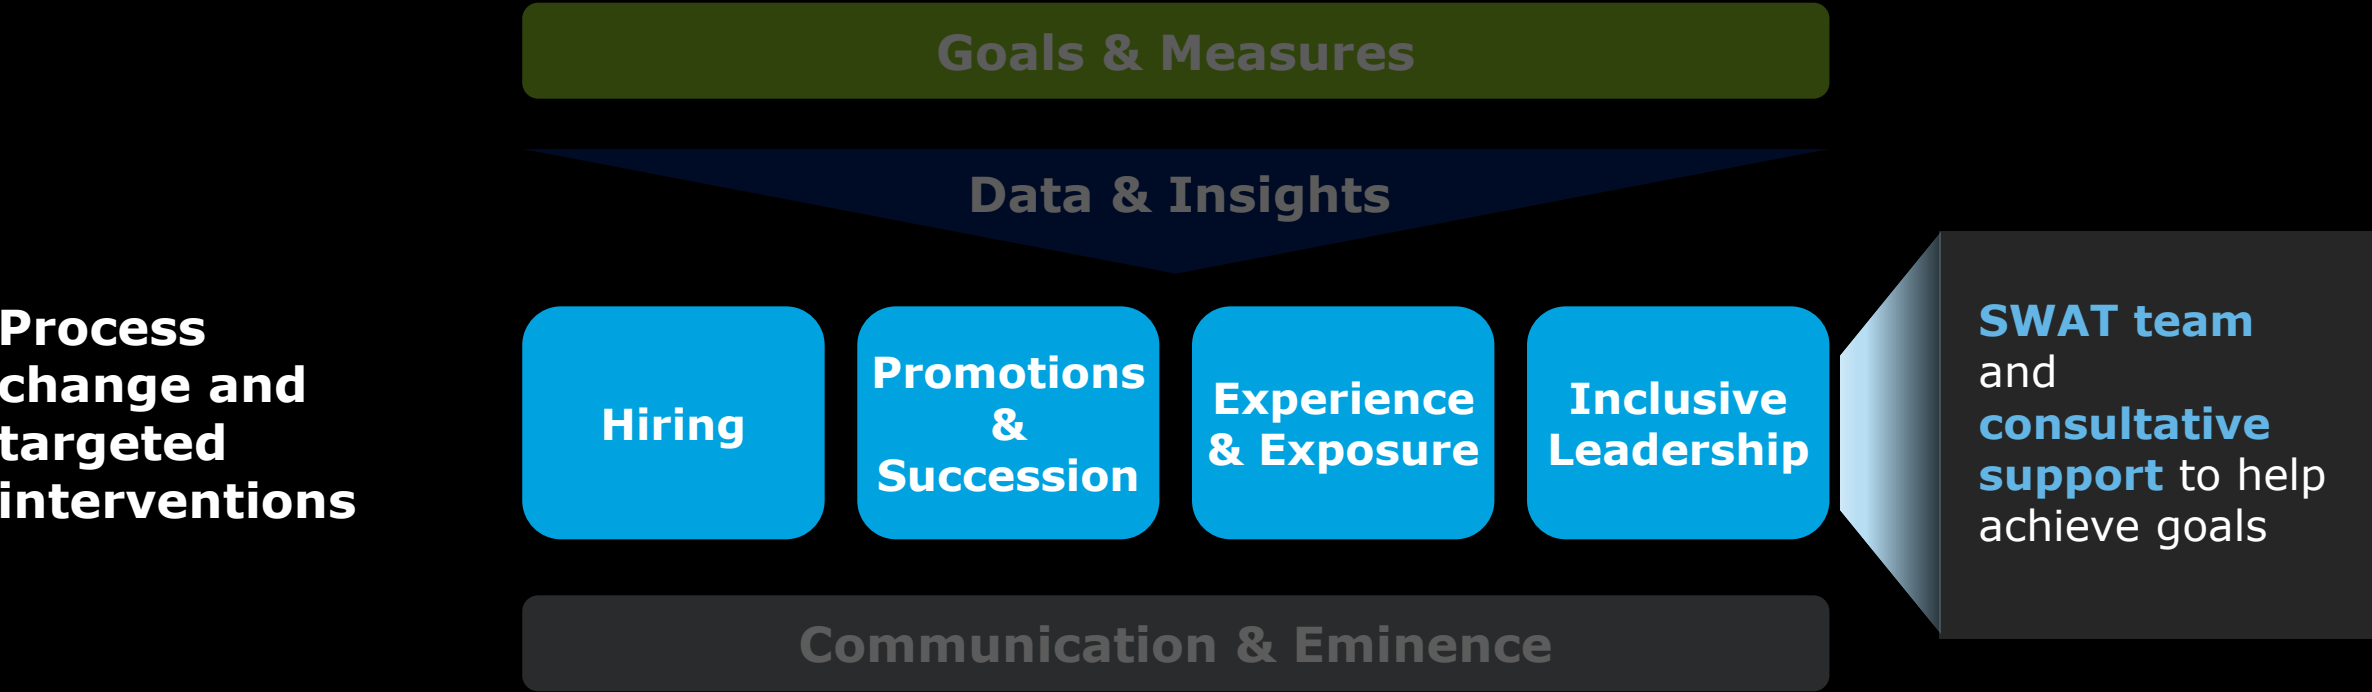 Goals & Measures
Data & Insights
Process
change and
targeted
interventions
Hiring
Promotions
&
Succession
Experience
& Exposure
Inclusive
Leadership
SWAT team
and
consultative
support to help
achieve goals
Communication & Eminence